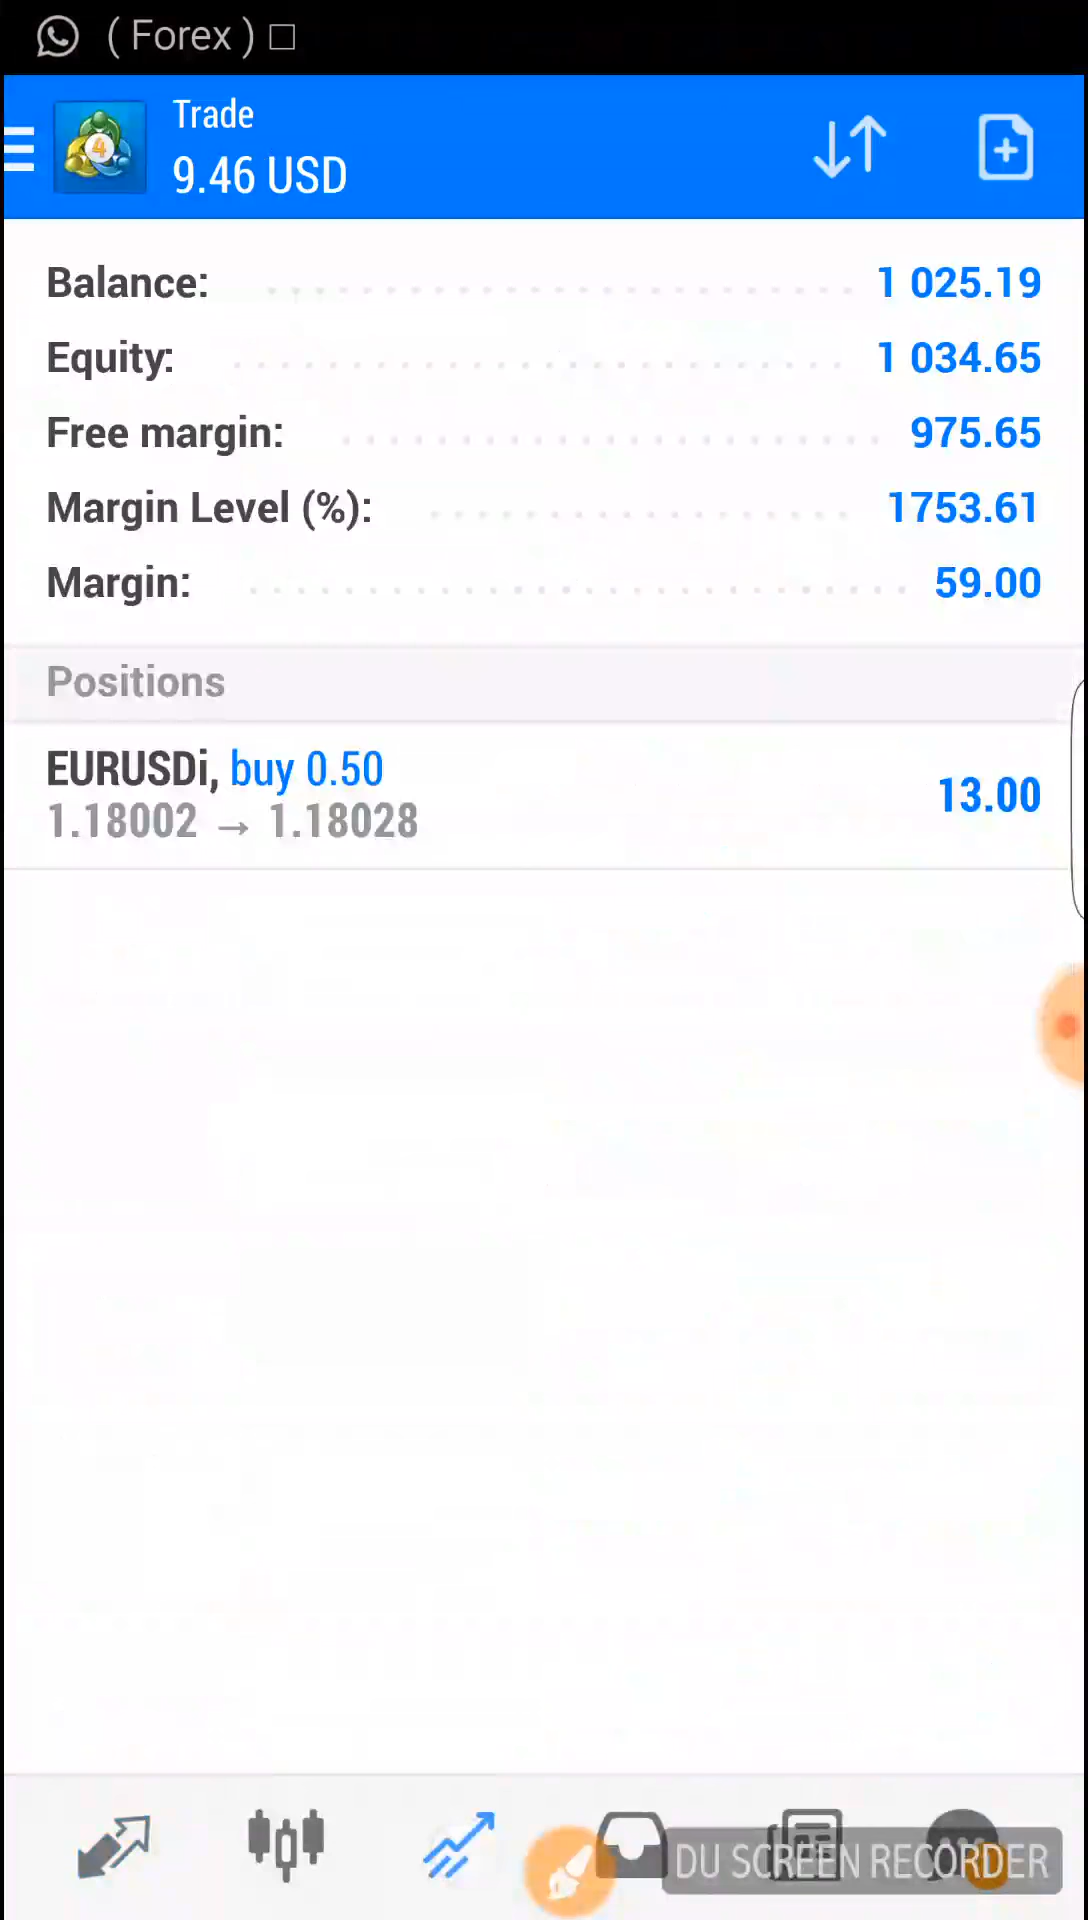 ( Forex )
Trade
9.46 USD
4
Balance: 1 025.19
Equity: 1 034.65
Free margin: 975.65
Margin Level (%): 1753.61
Margin: 59.00
Positions
EURUSDi, buy 0.50
1.18002 → 1.18028
13.00
DU SCREEN RECORDER